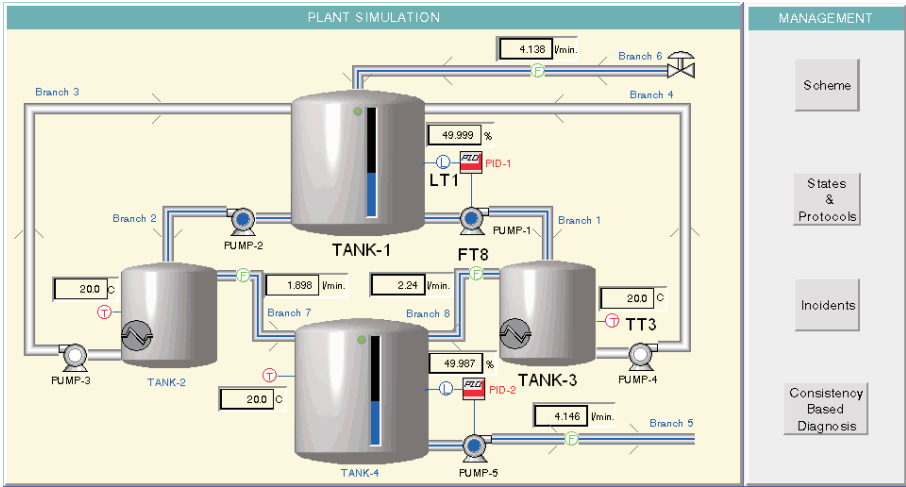 PLANT SIMULATION
MANAGEMENT
4.138 l/min.
Branch 6
F
Branch 3
Branch 4
Scheme
49.999 %
L
PID
PID-1
LT1
States
&
Protocols
Branch 2
Branch 1
PUMP-2
PUMP-1
TANK-1
FT8
F
F
20.0 C
1.898 l/min.
2.24 l/min.
20.0 C
T
Branch 7
Branch 8
T
TT3
Incidents
PUMP-3
TANK-2
T
49.987 %
TANK-3
PUMP-4
L
PID
PID-2
20.0 C
Consistency
Based
Diagnosis
4.146 l/min.
Branch 5
F
TANK-4
PUMP-5